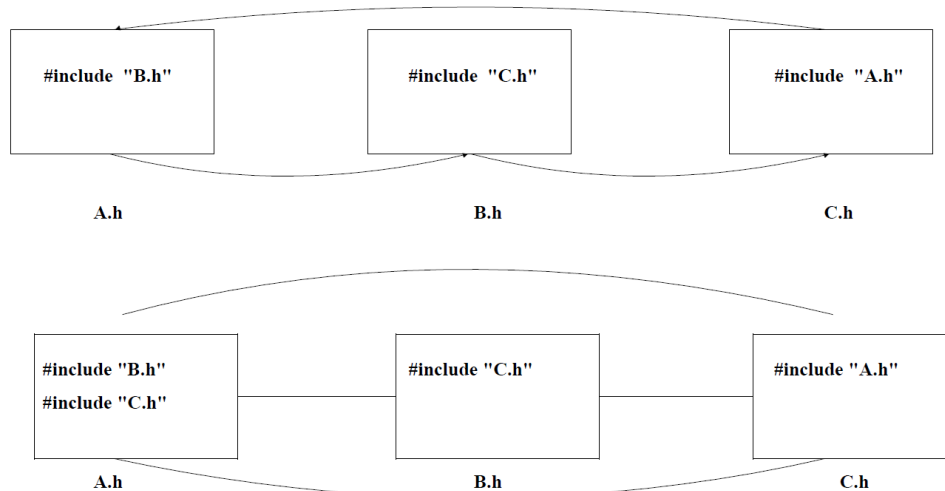 #include "B.h"
#include "C.h"
#include "A.h"
A.h
B.h
C.h
#include "B.h"
#include "C.h"
#include "C.h"
#include "A.h"
A.h
B.h
C.h